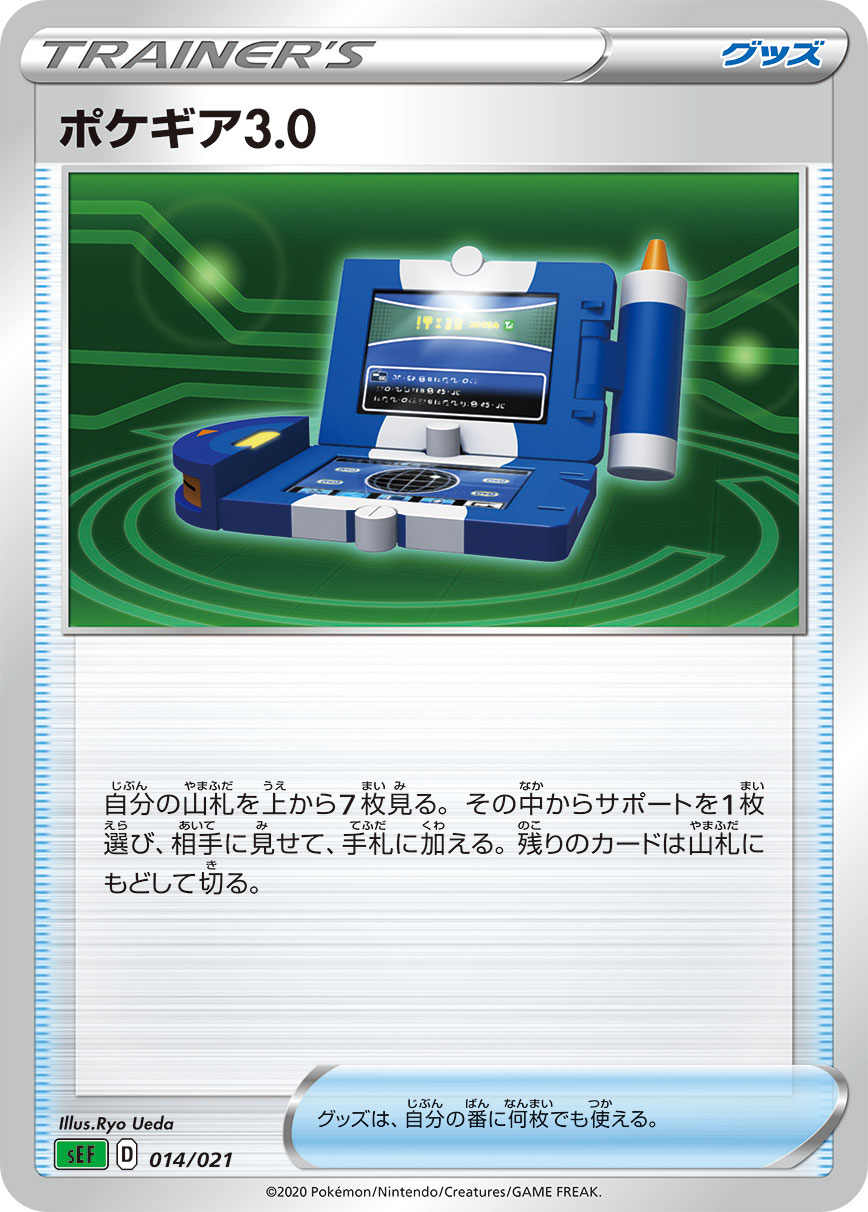 TRAINER'S グッズ
ポケギア3.0
自分の山札を上から7枚見る。その中からサポートを1枚
選び、相手に見せて、手札に加える。残りのカードは山札に
もどして切る。
グッズは、自分の番に何枚でも使える。
Illus.Ryo Ueda
sEF D 014/021
©2020 Pokémon/Nintendo/Creatures/GAME FREAK.